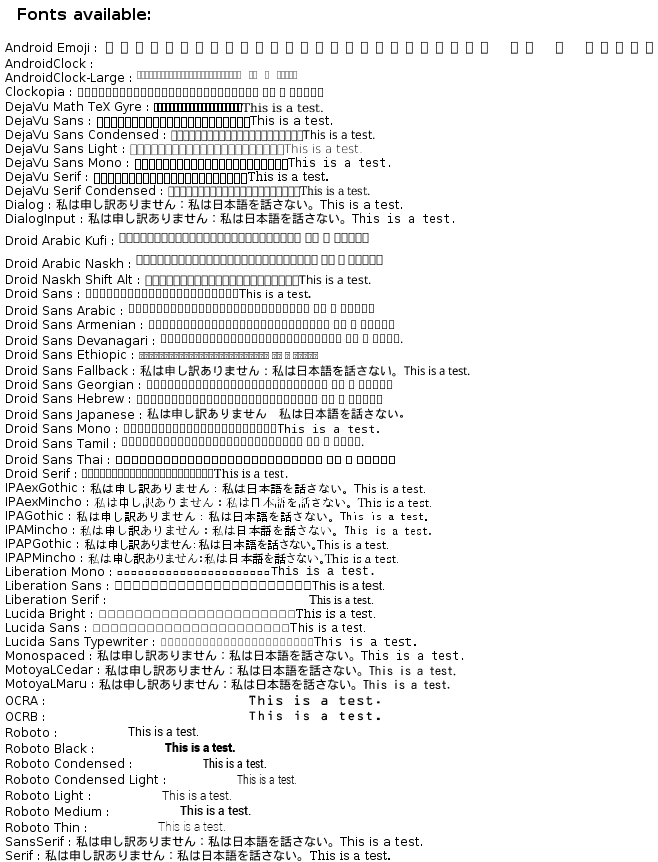 Fonts available:
Android Emoji :
AndroidClock :
AndroidClock-Large :
Clockopia :
DejaVu Math TeX Gyre : This is a test.
DejaVu Sans : This is a test.
DejaVu Sans Condensed : This is a test.
DejaVu Sans Light : This is a test.
DejaVu Sans Mono : This is a test.
DejaVu Serif : This is a test.
DejaVu Serif Condensed : This is a test.
Dialog : 私は申し訳ありません：私は日本語を話さない。This is a test.
DialogInput : 私は申し訳ありません：私は日本語を話さない。This is a test.
Droid Arabic Kufi :
Droid Arabic Naskh :
Droid Naskh Shift Alt : This is a test.
Droid Sans : This is a test.
Droid Sans Arabic :
Droid Sans Armenian :
Droid Sans Devanagari : .
Droid Sans Ethiopic :
Droid Sans Fallback : 私は申し訳ありません：私は日本語を話さない。This is a test.
Droid Sans Georgian :
Droid Sans Hebrew :
Droid Sans Japanese : 私は申し訳ありません　私は日本語を話さない。
Droid Sans Mono : This is a test.
Droid Sans Tamil : .
Droid Sans Thai :
Droid Serif : This is a test.
IPAexGothic : 私は申し訳ありません：私は日本語を話さない。This is a test.
IPAexMincho : 私は申し訳ありません：私は日本語を話さない。This is a test.
IPAGothic : 私は申し訳ありません：私は日本語を話さない。This is a test.
IPAMincho : 私は申し訳ありません：私は日本語を話さない。This is a test.
IPAPGothic : 私は申し訳ありません：私は日本語を話さない。This is a test.
IPAPMincho : 私は申し訳ありません：私は日本語を話さない。This is a test.
Liberation Mono : This is a test.
Liberation Sans : This is a test.
Liberation Serif : This is a test.
Lucida Bright : This is a test.
Lucida Sans : This is a test.
Lucida Sans Typewriter : This is a test.
Monospaced : 私は申し訳ありません：私は日本語を話さない。This is a test.
MotoyaLCedar : 私は申し訳ありません：私は日本語を話さない。This is a test.
MotoyaLMaru : 私は申し訳ありません：私は日本語を話さない。This is a test.
OCRA : This is a test.
OCRB : This is a test.
Roboto : This is a test.
Roboto Black : This is a test.
Roboto Condensed : This is a test.
Roboto Condensed Light : This is a test.
Roboto Light : This is a test.
Roboto Medium : This is a test.
Roboto Thin : This is a test.
SansSerif : 私は申し訳ありません：私は日本語を話さない。This is a test.
Serif : 私は申し訳ありません：私は日本語を話さない。This is a test.